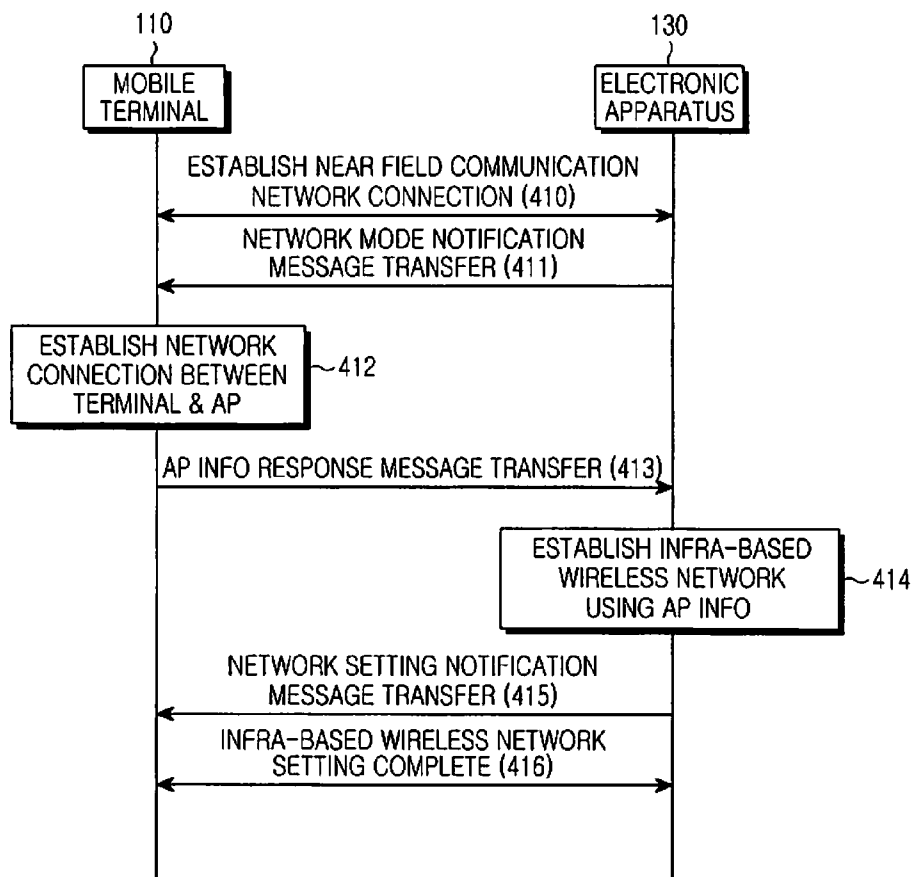 110
130
MOBILE
TERMINAL
ELECTRONIC
APPARATUS
ESTABLISH NEAR FIELD COMMUNICATION
NETWORK CONNECTION (410)
NETWORK MODE NOTIFICATION
MESSAGE TRANSFER (411)
ESTABLISH NETWORK
CONNECTION BETWEEN
TERMINAL & AP
412
AP INFO RESPONSE MESSAGE TRANSFER (413)
ESTABLISH INFRA-BASED
WIRELESS NETWORK
USING AP INFO
414
NETWORK SETTING NOTIFICATION
MESSAGE TRANSFER (415)
INFRA-BASED WIRELESS NETWORK
SETTING COMPLETE (416)